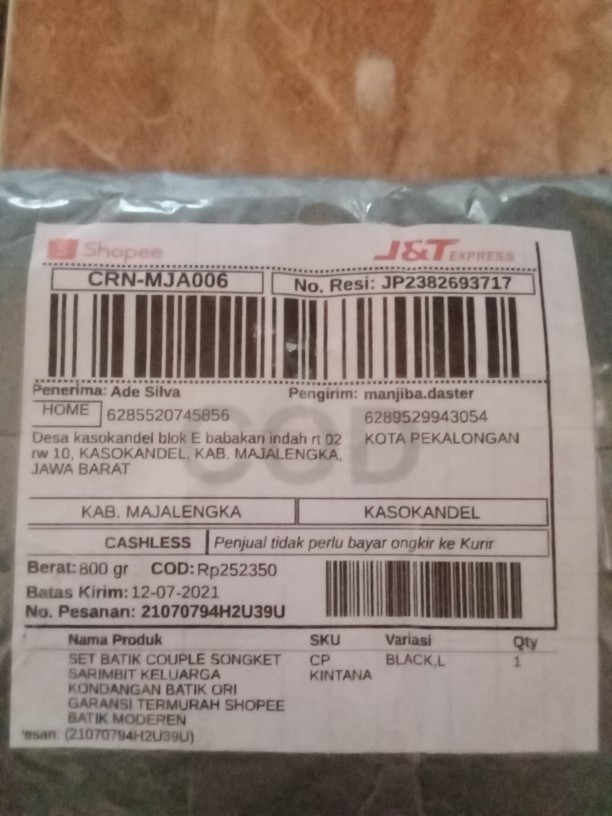 Shopee
J&T EXPRESS
CRN-MJA006
No. Resi: JP2382693717
Penerima: Ade Silva
Pengirim: manjiba.daster
HOME 6285520745856
6289529943054
Desa kasokandel blok E babakan indah rt 02
KOTA PEKALONGAN
rw 10, KASOKANDEL, KAB. MAJALENGKA,
JAWA BARAT
COD
KAB. MAJALENGKA
KASOKANDEL
CASHLESS Penjual tidak perlu bayar ongkir ke Kurir
Berat: 800 gr COD: Rp252350
Batas Kirim: 12-07-2021
No. Pesanan: 21070794H2U39U
Nama Produk SKU Variasi Qty
SET BATIK COUPLE SONGKET CP BLACK,L 1
SARIMBIT KELUARGA KINTANA
KONDANGAN BATIK ORI
GARANSI TERMURAH SHOPEE
BATIK MODEREN
esan: (21070794H2U39U)